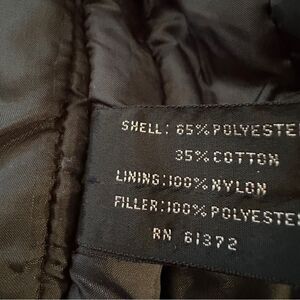 SHELL: 65% POLYESTE
35% COTTON
LINING: 100% NYLON
FILLER: 100% POLYESTE
RN 61372